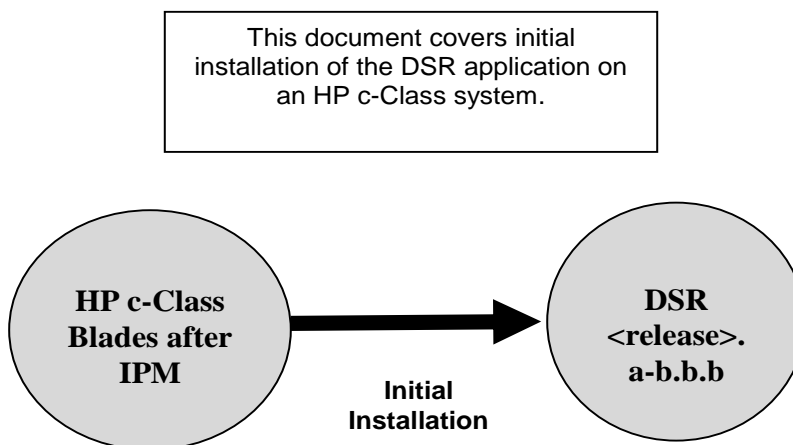 This document covers initial
installation of the DSR application on
an HP c-Class system.
HP c-Class
Blades after
IPM
Initial
Installation
DSR
<release>.
a-b.b.b